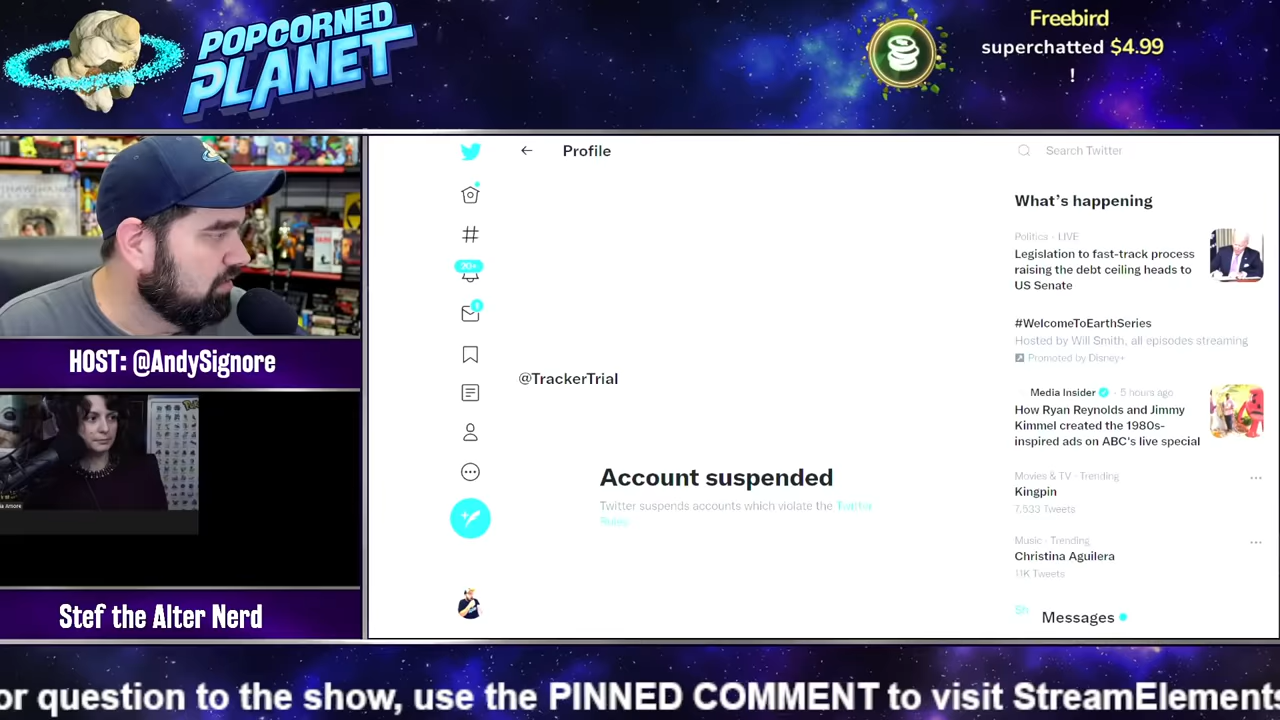 POPCORNED
PLANET
Freebird
superchatted $4.99
!
HOST: @AndySignore
Stef the Alter Nerd
Profile
20+
@TrackerTrial
Account suspended
Twitter suspends accounts which violate the Twitter
Rules.
Search Twitter
What's happening
Politics · LIVE
Legislation to fast-track process
raising the debt ceiling heads to
US Senate
#WelcomeToEarthSeries
Hosted by Will Smith, all episodes streaming
Promoted by Disney+
Media Insider · 5 hours ago
How Ryan Reynolds and Jimmy
Kimmel created the 1980s-
inspired ads on ABC's live special
Movies & TV · Trending
Kingpin
7,533 Tweets
Music · Trending
Christina Aguilera
11K Tweets
Sh
Messages
or question to the show, use the PINNED COMMENT to visit StreamElements